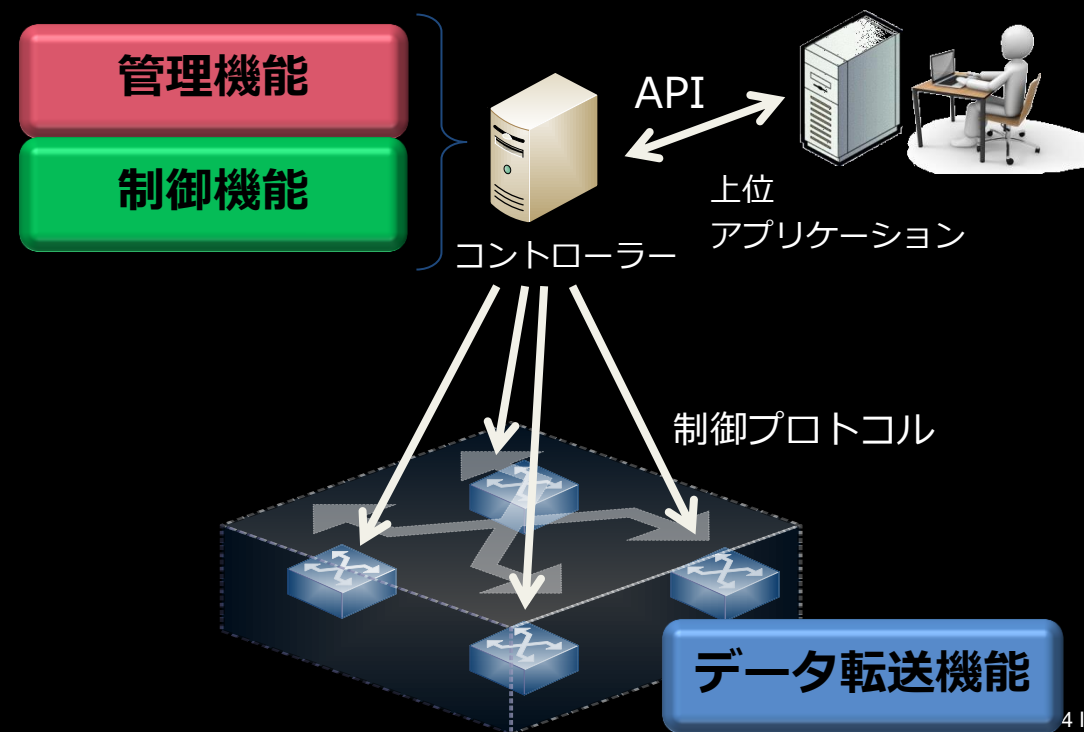 管理機能
制御機能
API
上位
アプリケーション
コントローラー
制御プロトコル
データ転送機能
4